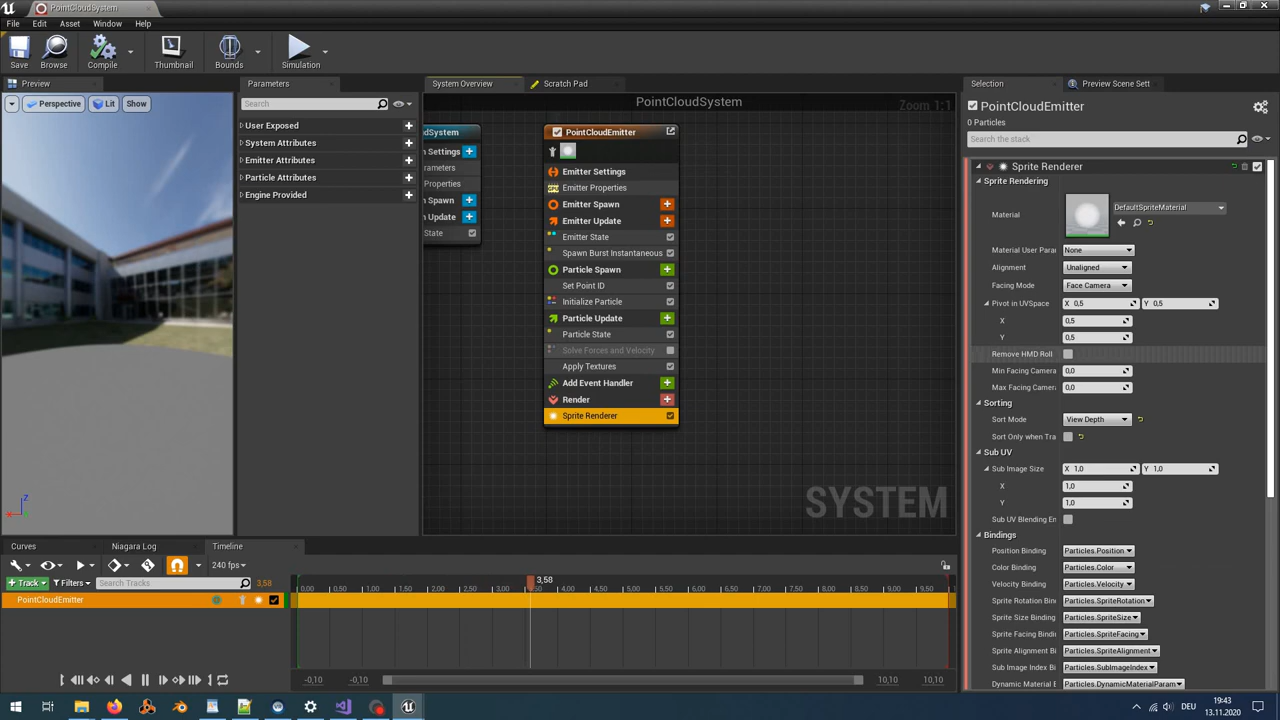 PointCloudSystem
File Edit Asset Window Help
Save Browse Compile Thumbnail Bounds Simulation
Preview
Perspective Lit Show
Parameters
Search
User Exposed
System Attributes
Emitter Attributes
Particle Attributes
Engine Provided
System Overview Scratch Pad
PointCloudSystem Zoom 1:1
dSystem
n Settings
arameters
Properties
n Spawn
n Update
State
PointCloudEmitter
Emitter Settings
Emitter Properties
Emitter Spawn
Emitter Update
Emitter State
Spawn Burst Instantaneous
Particle Spawn
Set Point ID
Initialize Particle
Particle Update
Particle State
Solve Forces and Velocity
Apply Textures
Add Event Handler
Render
Sprite Renderer
SYSTEM
Selection Preview Scene Sett
PointCloudEmitter
0 Particles
Search the stack
Sprite Renderer
Sprite Rendering
Material DefaultSpriteMaterial
Material User Para None
Alignment Unaligned
Facing Mode Face Camera
Pivot in UVSpace X 0,5 Y 0,5
X 0,5
Y 0,5
Remove HMD Roll
Min Facing Camera 0,0
Max Facing Camera 0,0
Sorting
Sort Mode View Depth
Sort Only when Tra
Sub UV
Sub Image Size X 1,0 Y 1,0
X 1,0
Y 1,0
Sub UV Blending En
Bindings
Position Binding Particles.Position
Color Binding Particles.Color
Velocity Binding Particles.Velocity
Sprite Rotation Bin Particles.SpriteRotation
Sprite Size Binding Particles.SpriteSize
Sprite Facing Bindi Particles.SpriteFacing
Sprite Alignment Bi Particles.SpriteAlignment
Sub Image Index Bi Particles.SubImageIndex
Dynamic Material B Particles.DynamicMaterialParam
Z
Curves Niagara Log Timeline
240 fps
Track Filters Search Tracks 3,58
PointCloudEmitter
3,58
0,00 0,50 1,00 1,50 2,00 2,50 3,00 3,50 4,00 4,50 5,00 5,50 6,00 6,50 7,00 7,50 8,00 8,50 9,00 9,50
-0,10 -0,10 10,10 10,10
DEU
19:43
13.11.2020